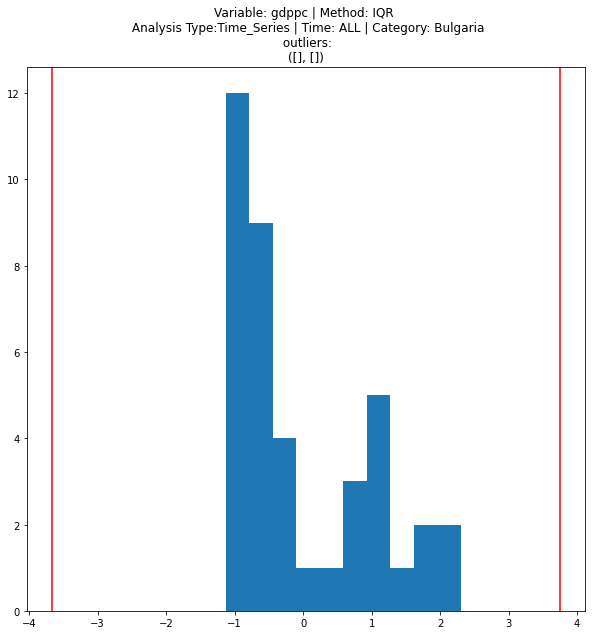 Variable: gdppc | Method: IQR
Analysis Type:Time_Series | Time: ALL | Category: Bulgaria
outliers:
([], [])
12
10
8
6
4
2
0
−4 −3 −2 −1 0 1 2 3 4